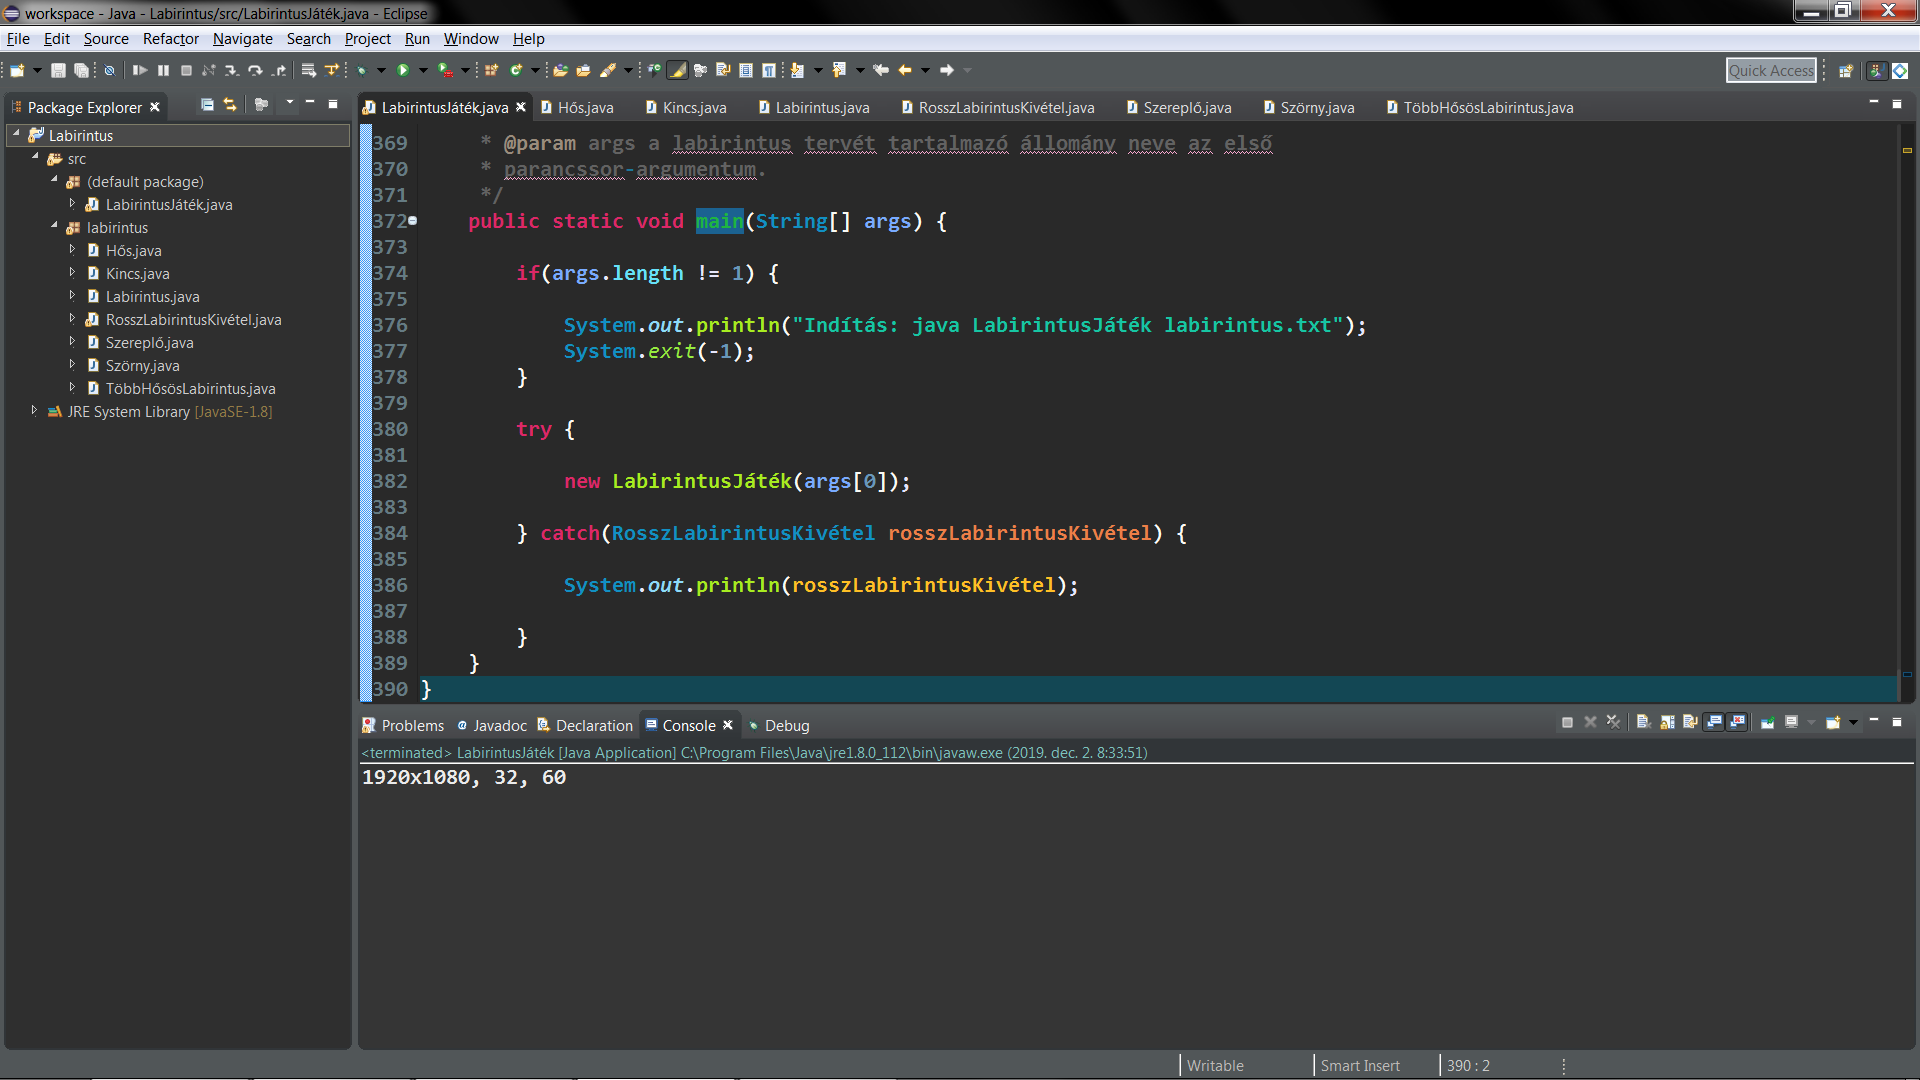 workspace - Java - Labirintus/src/LabirintusJáték.java - Eclipse
File Edit Source Refactor Navigate Search Project Run Window Help
Quick Access
Package Explorer
LabirintusJáték.java Hős.java Kincs.java Labirintus.java RosszLabirintusKivétel.java Szereplő.java Szörny.java TöbbHősösLabirintus.java
Labirintus
src
(default package)
LabirintusJáték.java
labirintus
Hős.java
Kincs.java
Labirintus.java
RosszLabirintusKivétel.java
Szereplő.java
Szörny.java
TöbbHősösLabirintus.java
JRE System Library [JavaSE-1.8]
369 * @param args a labirintus tervét tartalmazó állomány neve az első
370 * parancssor-argumentum.
371 */
372 public static void main(String[] args) {
373
374 if(args.length != 1) {
375
376 System.out.println("Indítás: java LabirintusJáték labirintus.txt");
377 System.exit(-1);
378 }
379
380 try {
381
382 new LabirintusJáték(args[0]);
383
384 } catch(RosszLabirintusKivétel rosszLabirintusKivétel) {
385
386 System.out.println(rosszLabirintusKivétel);
387
388 }
389 }
390 }
Problems Javadoc Declaration Console Debug
<terminated> LabirintusJáték [Java Application] C:\Program Files\Java\jre1.8.0_112\bin\javaw.exe (2019. dec. 2. 8:33:51)
1920x1080, 32, 60
Writable Smart Insert 390 : 2